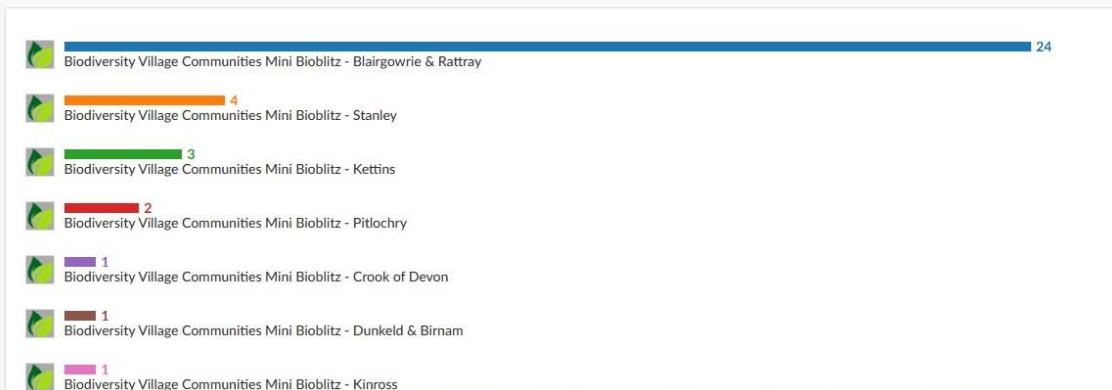 24
Biodiversity Village Communities Mini Bioblitz - Blairgowrie & Rattray
4
Biodiversity Village Communities Mini Bioblitz - Stanley
3
Biodiversity Village Communities Mini Bioblitz - Kettins
2
Biodiversity Village Communities Mini Bioblitz - Pitlochry
1
Biodiversity Village Communities Mini Bioblitz - Crook of Devon
1
Biodiversity Village Communities Mini Bioblitz - Dunkeld & Birnam
1
Biodiversity Village Communities Mini Bioblitz - Kinross